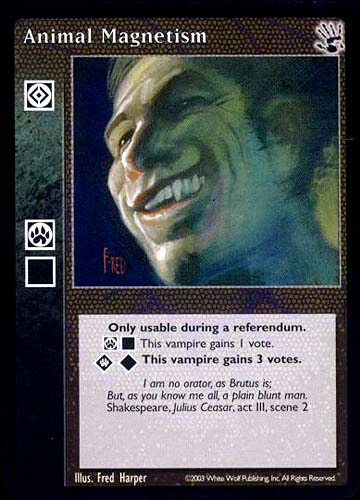 Animal Magnetism
F-RED
Only usable during a referendum.
This vampire gains 1 vote.
This vampire gains 3 votes.
I am no orator, as Brutus is;
But, as you know me all, a plain blunt man.
Shakespeare, Julius Ceasar, act III, scene 2
Illus. Fred Harper
©2003 White Wolf Publishing, Inc. All Rights Reserved.